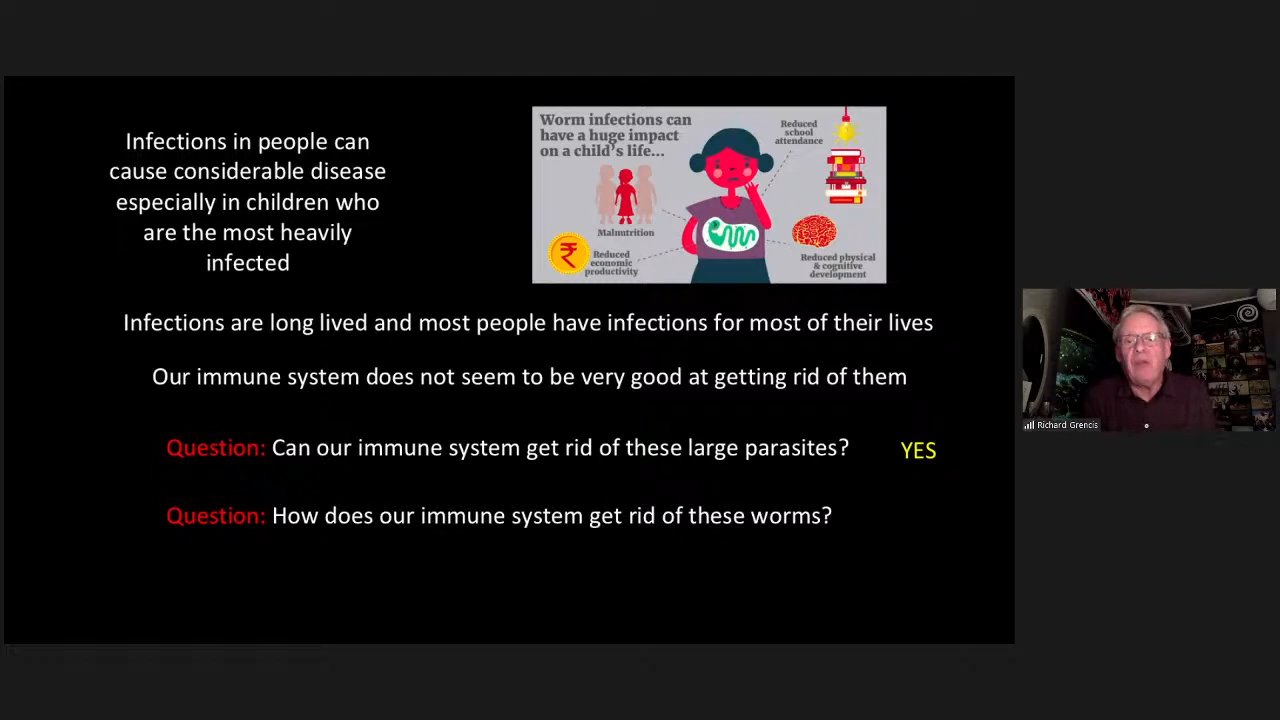 Infections in people can
cause considerable disease
especially in children who
are the most heavily
infected
Worm infections can
have a huge impact
on a child's life...
Reduced
school
attendance
Malnutrition
₹
Reduced
economic
productivity
Reduced physical
& cognitive
development
Infections are long lived and most people have infections for most of their lives
Our immune system does not seem to be very good at getting rid of them
Question: Can our immune system get rid of these large parasites? YES
Question: How does our immune system get rid of these worms?
Richard Grencis